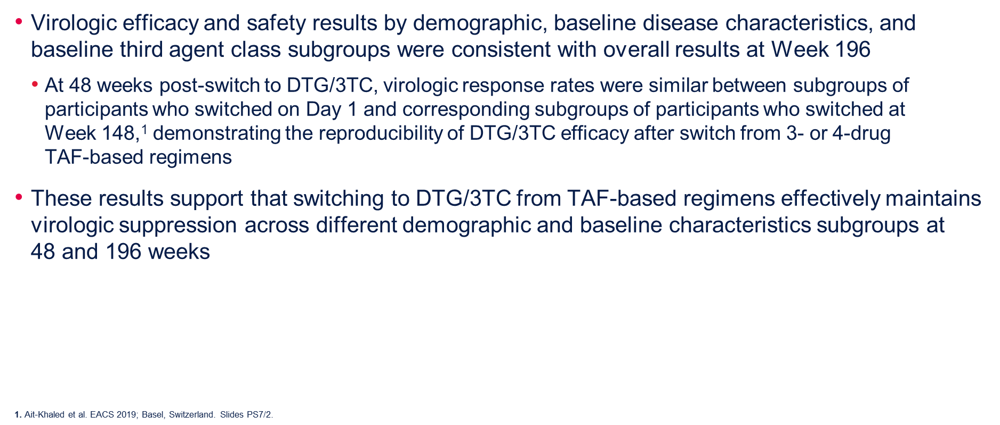 • Virologic efficacy and safety results by demographic, baseline disease characteristics, and
baseline third agent class subgroups were consistent with overall results at Week 196
• At 48 weeks post-switch to DTG/3TC, virologic response rates were similar between subgroups of
participants who switched on Day 1 and corresponding subgroups of participants who switched at
Week 148,¹ demonstrating the reproducibility of DTG/3TC efficacy after switch from 3- or 4-drug
TAF-based regimens
• These results support that switching to DTG/3TC from TAF-based regimens effectively maintains
virologic suppression across different demographic and baseline characteristics subgroups at
48 and 196 weeks
1. Ait-Khaled et al. EACS 2019; Basel, Switzerland. Slides PS7/2.